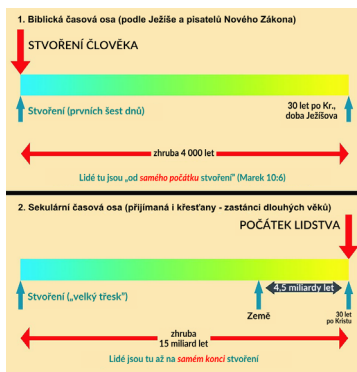 1. Biblická časová osa (podle Ježíše a pisatelů Nového Zákona)
STVOŘENÍ ČLOVĚKA
Stvoření (prvních šest dnů)
30 let po Kr.,
doba Ježíšova
zhruba 4 000 let
Lidé tu jsou „od samého počátku stvoření" (Marek 10:6)
2. Sekulární časová osa (přijímaná i křesťany - zastánci dlouhých věků)
POČÁTEK LIDSTVA
4,5 miliardy let
Stvoření („velký třesk")
Země
30 let
po Kristu
zhruba
15 miliard let
Lidé jsou tu až na samém konci stvoření